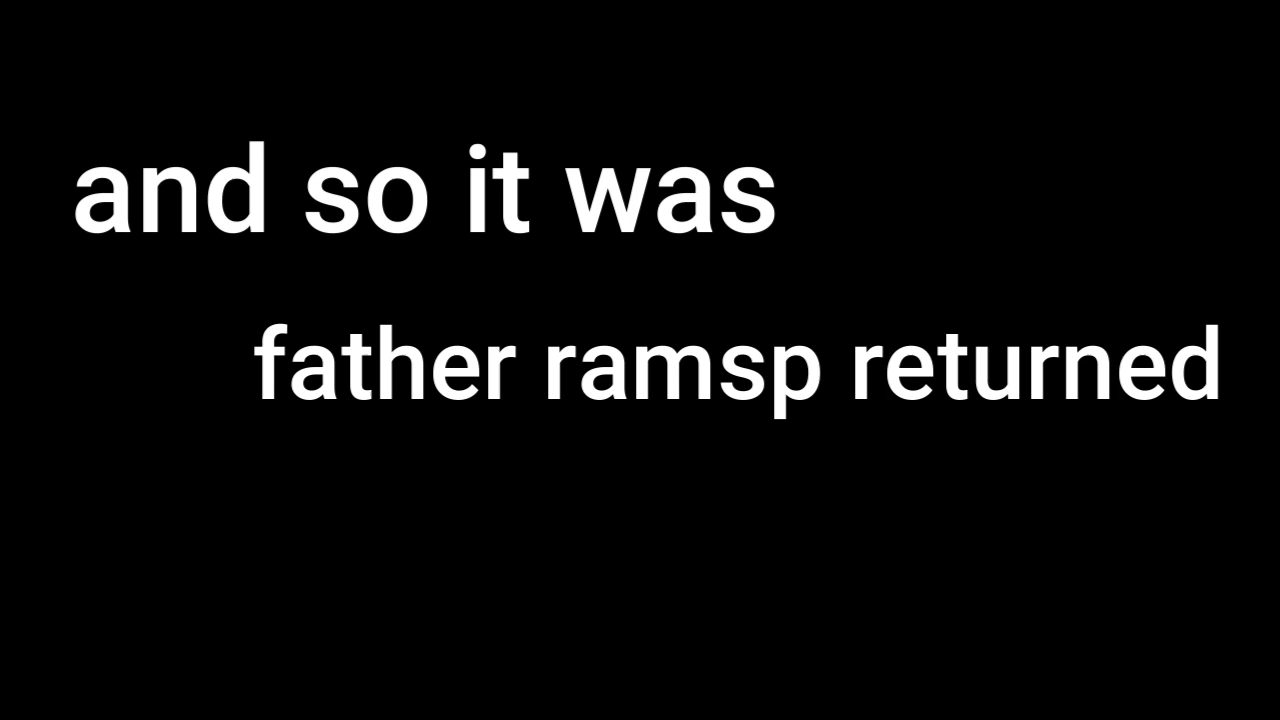 and so it was
father ramsp returned